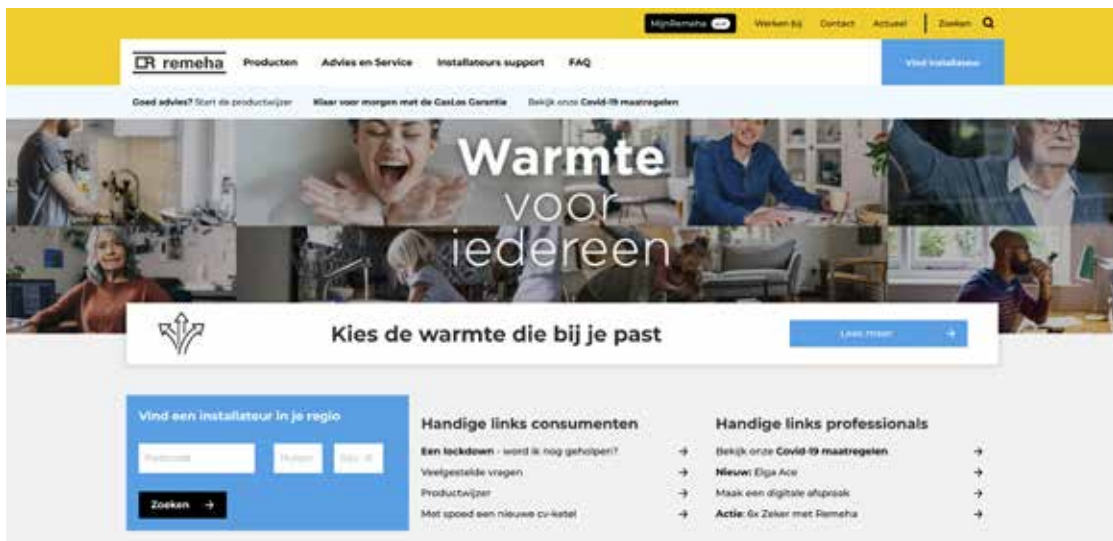 MijnRemeha
Werken bij Contact Actueel Zoeken
remeha Producten Advies en Service Installateurs support FAQ Vind installateur
Goed advies? Start de productwijzer Klaar voor morgen met de GasLos Garantie Bekijk onze Covid-19 maatregelen
Warmte
voor
iedereen
Kies de warmte die bij je past Lees meer
Vind een installateur in je regio
Postcode
Zoeken
Handige links consumenten
Een lockdown - word ik nog geholpen?
Veelgestelde vragen
Productwijzer
Met spoed een nieuwe cv-ketel
Handige links professionals
Bekijk onze Covid-19 maatregelen
Nieuw: Elga Ace
Maak een digitale afspraak
Actie: 6x Zeker met Remeha